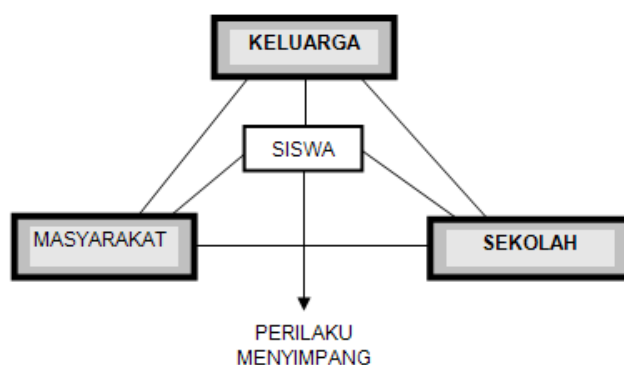 KELUARGA
SISWA
MASYARAKAT
SEKOLAH
PERILAKU
MENYIMPANG